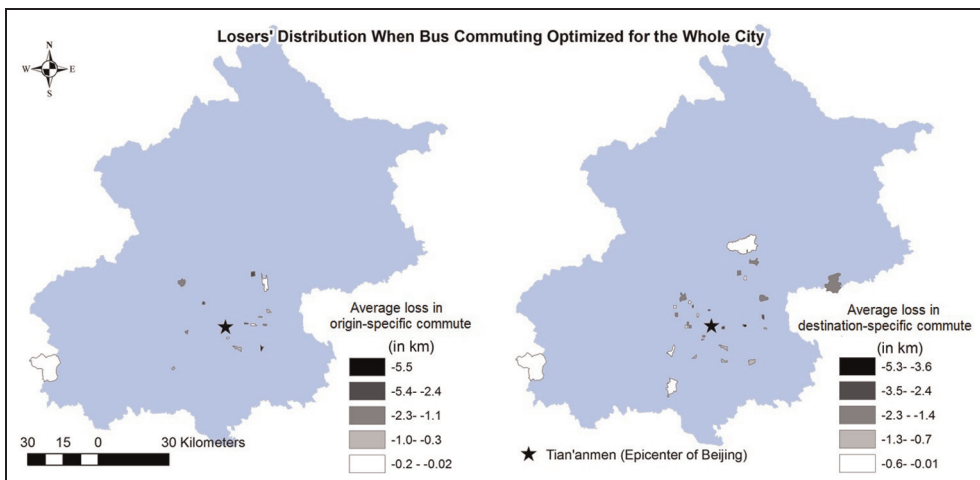 Losers' Distribution When Bus Commuting Optimized for the Whole City
N
W E
S
Average loss in
origin-specific commute
(in km)
-5.5
-5.4- -2.4
-2.3- -1.1
-1.0- -0.3
-0.2 - -0.02
30 15 0 30 Kilometers
Average loss in
destination-specific commute
(in km)
-5.3- -3.6
-3.5- -2.4
-2.3 - -1.4
-1.3- -0.7
-0.6- -0.01
Tian'anmen (Epicenter of Beijing)